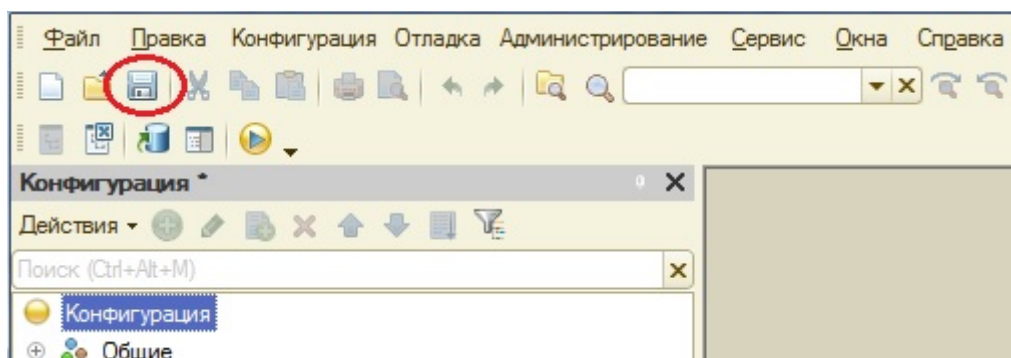 Файл Правка Конфигурация Отладка Администрирование Сервис Окна Справка
Конфигурация *
Действия
Поиск (Ctrl+Alt+M)
Конфигурация
Общие